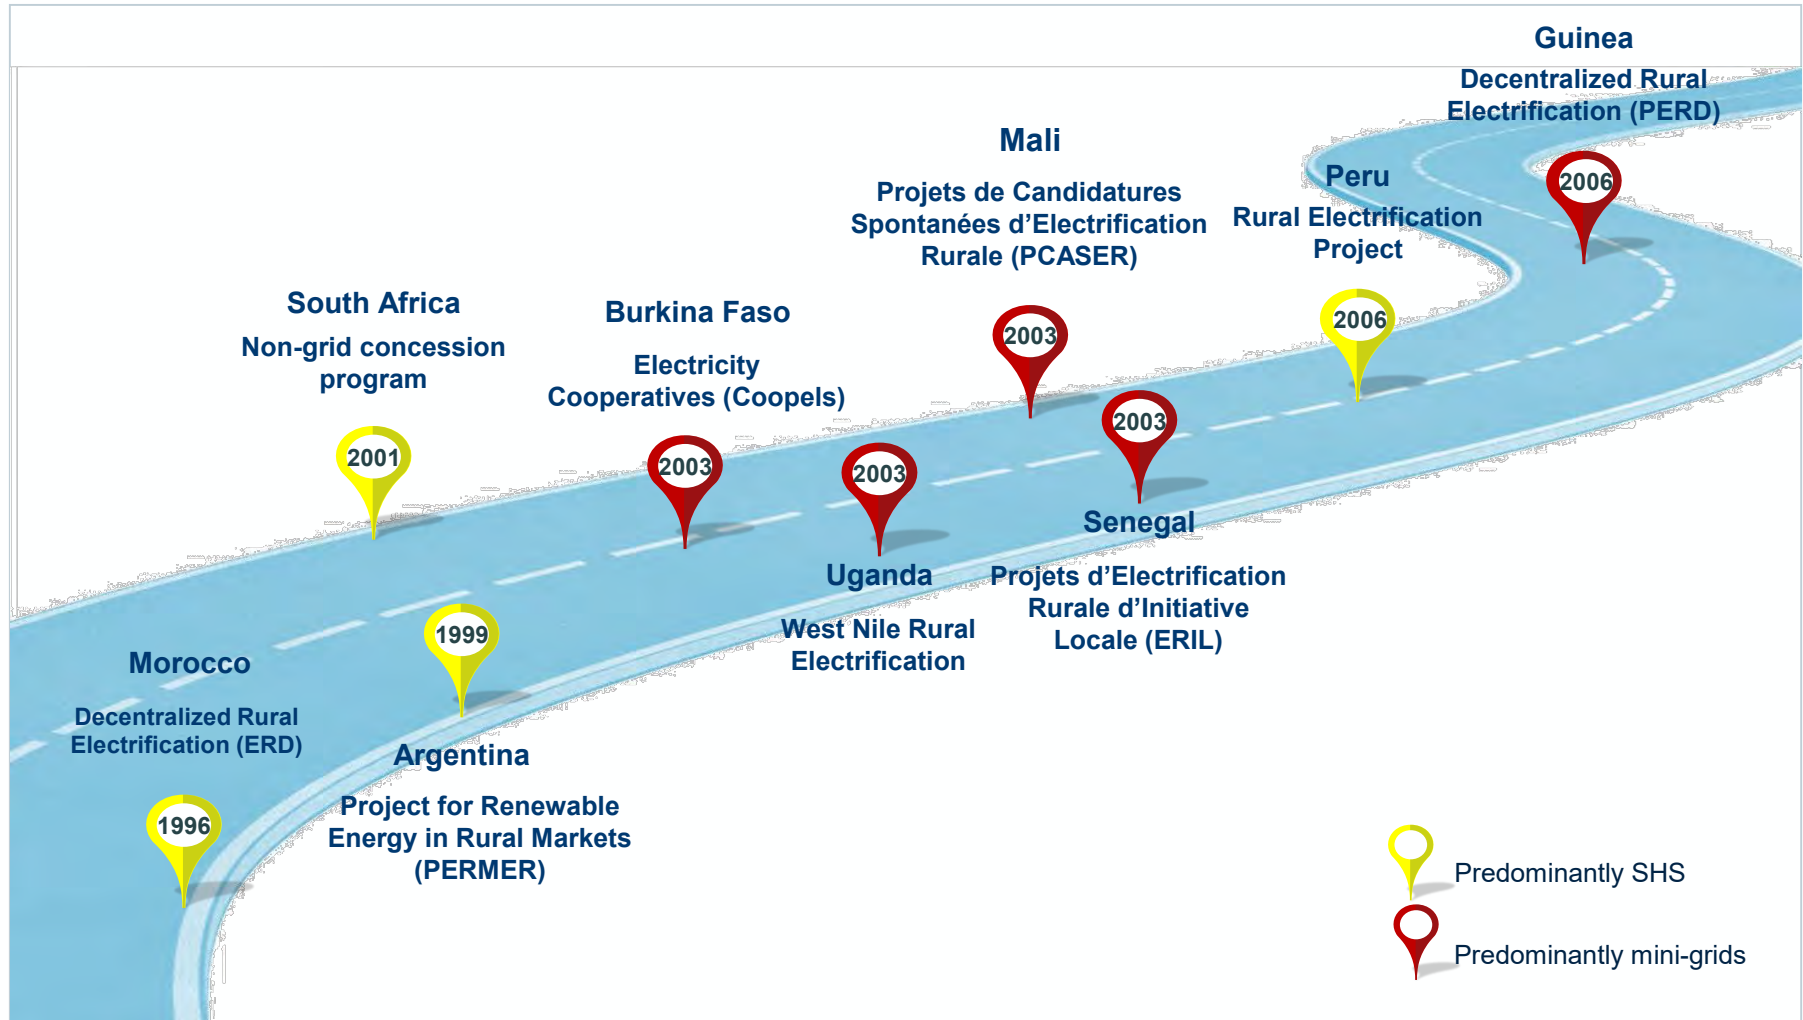 Guinea
Decentralized Rural
Electrification (PERD)
2006
Mali
Projets de Candidatures
Spontanées d’Electrification
Rurale (PCASER)
2003
Peru
Rural Electrification
Project
2006
South Africa
Non-grid concession
program
2001
Burkina Faso
Electricity
Cooperatives (Coopels)
2003
2003
Uganda
West Nile Rural
Electrification
2003
Senegal
Projets d’Electrification
Rurale d’Initiative
Locale (ERIL)
Morocco
Decentralized Rural
Electrification (ERD)
1996
1999
Argentina
Project for Renewable
Energy in Rural Markets
(PERMER)
Predominantly SHS
Predominantly mini-grids